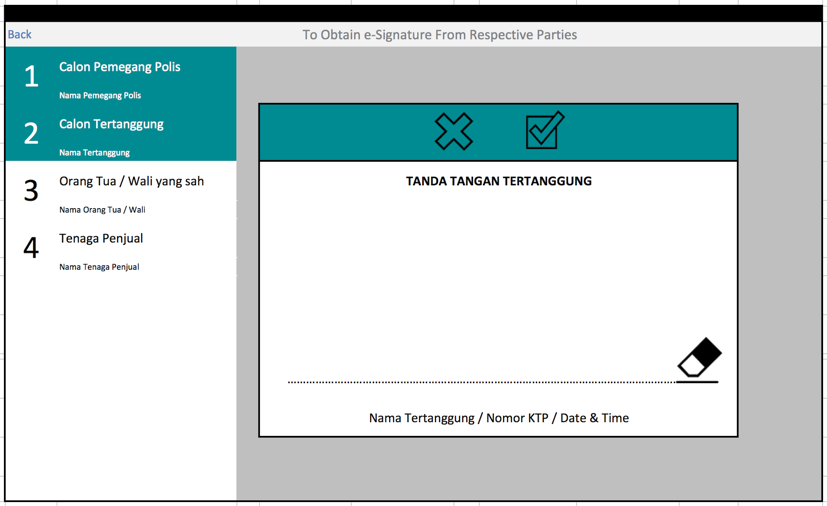 Back
To Obtain e-Signature From Respective Parties
1
Calon Pemegang Polis
Nama Pemegang Polis
2
Calon Tertanggung
Nama Tertanggung
3
Orang Tua / Wali yang sah
Nama Orang Tua / Wali
4
Tenaga Penjual
Nama Tenaga Penjual
TANDA TANGAN TERTANGGUNG
Nama Tertanggung / Nomor KTP / Date & Time